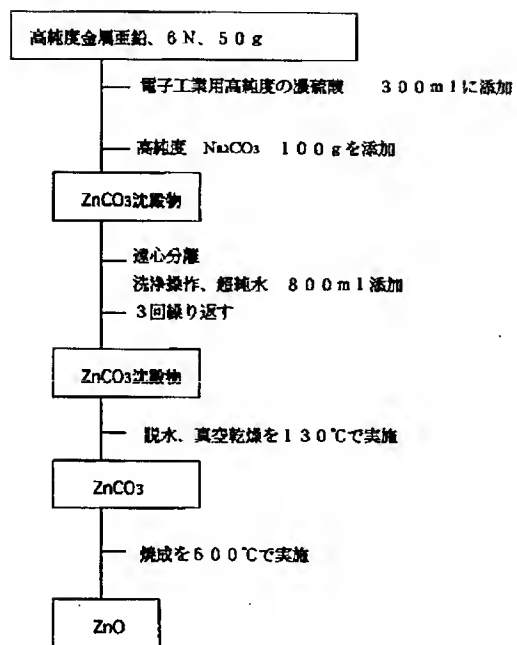 高純度金属亜鉛、６Ｎ、５０ｇ
電子工業用高純度の濃硫酸　３００ｍｌに添加
高純度　Na2CO3　１００ｇを添加
ZnCO3沈殿物
遠心分離
洗浄操作、超純水　８００ｍｌ添加
３回繰り返す
ZnCO3沈殿物
脱水、真空乾燥を１３０℃で実施
ZnCO3
焼成を６００℃で実施
ZnO